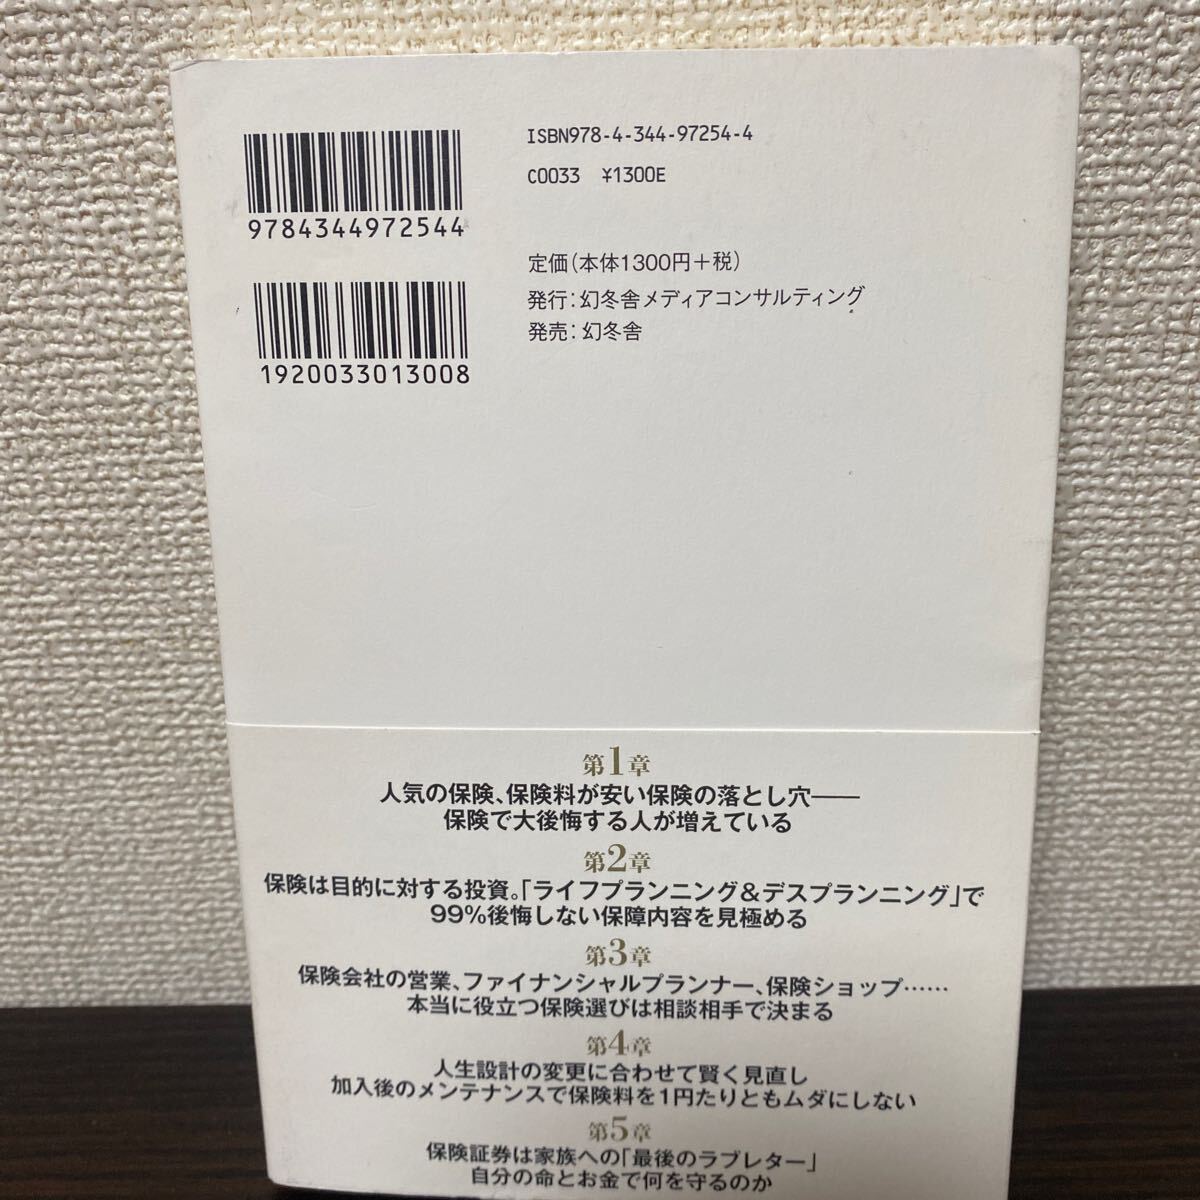 9784344972544
1920033013008
ISBN978-4-344-97254-4
C0033 ¥1300E
定価(本体1300円+税)
発行:幻冬舎メディアコンサルティング
発売:幻冬舎
第1章
人気の保険、保険料が安い保険の落とし穴――
保険で大後悔する人が増えている
第2章
保険は目的に対する投資。「ライフプランニング&デスプランニング」で
99%後悔しない保障内容を見極める
第3章
保険会社の営業、ファイナンシャルプランナー、保険ショップ……
本当に役立つ保険選びは相談相手で決まる
第4章
人生設計の変更に合わせて賢く見直し
加入後のメンテナンスで保険料を1円たりともムダにしない
第5章
保険証券は家族への「最後のラブレター」
自分の命とお金で何を守るのか